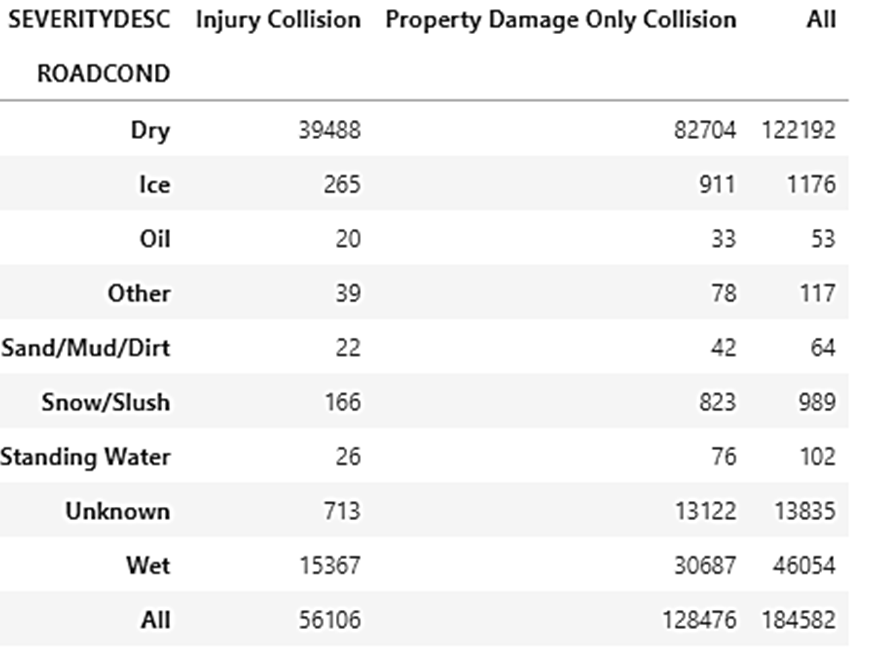 SEVERITYDESC Injury Collision Property Damage Only Collision All
ROADCOND
Dry 39488 82704 122192
Ice 265 911 1176
Oil 20 33 53
Other 39 78 117
Sand/Mud/Dirt 22 42 64
Snow/Slush 166 823 989
Standing Water 26 76 102
Unknown 713 13122 13835
Wet 15367 30687 46054
All 56106 128476 184582